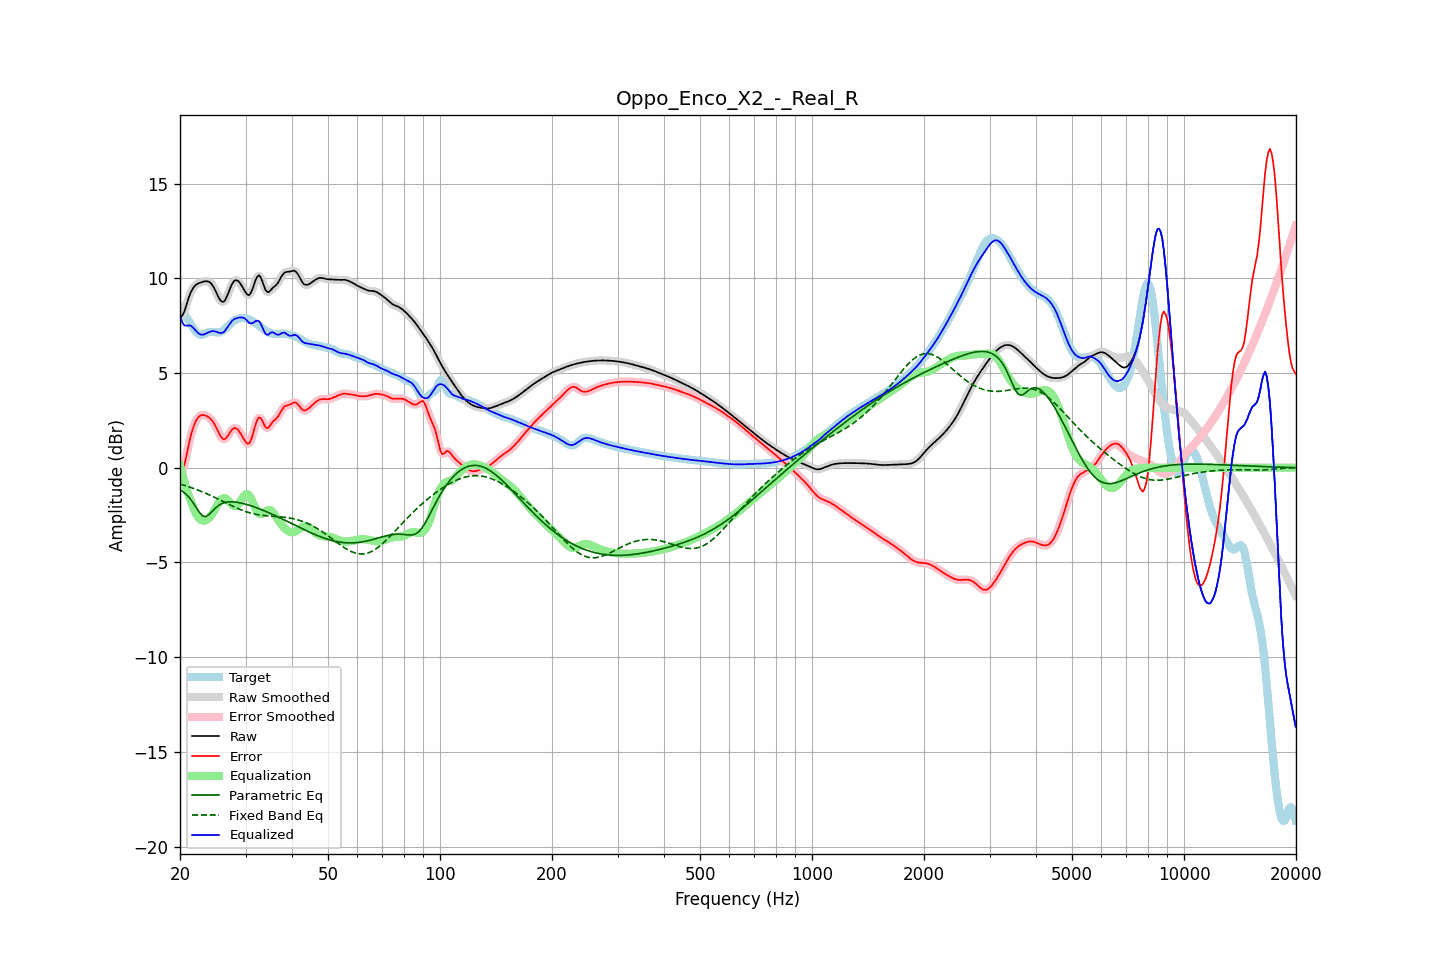 Oppo_Enco_X2_-_Real_R
Amplitude (dBr)
15
10
5
0
−5
−10
−15
−20
Target
Raw Smoothed
Error Smoothed
Raw
Error
Equalization
Parametric Eq
Fixed Band Eq
Equalized
20 50 100 200 500 1000 2000 5000 10000 20000
Frequency (Hz)